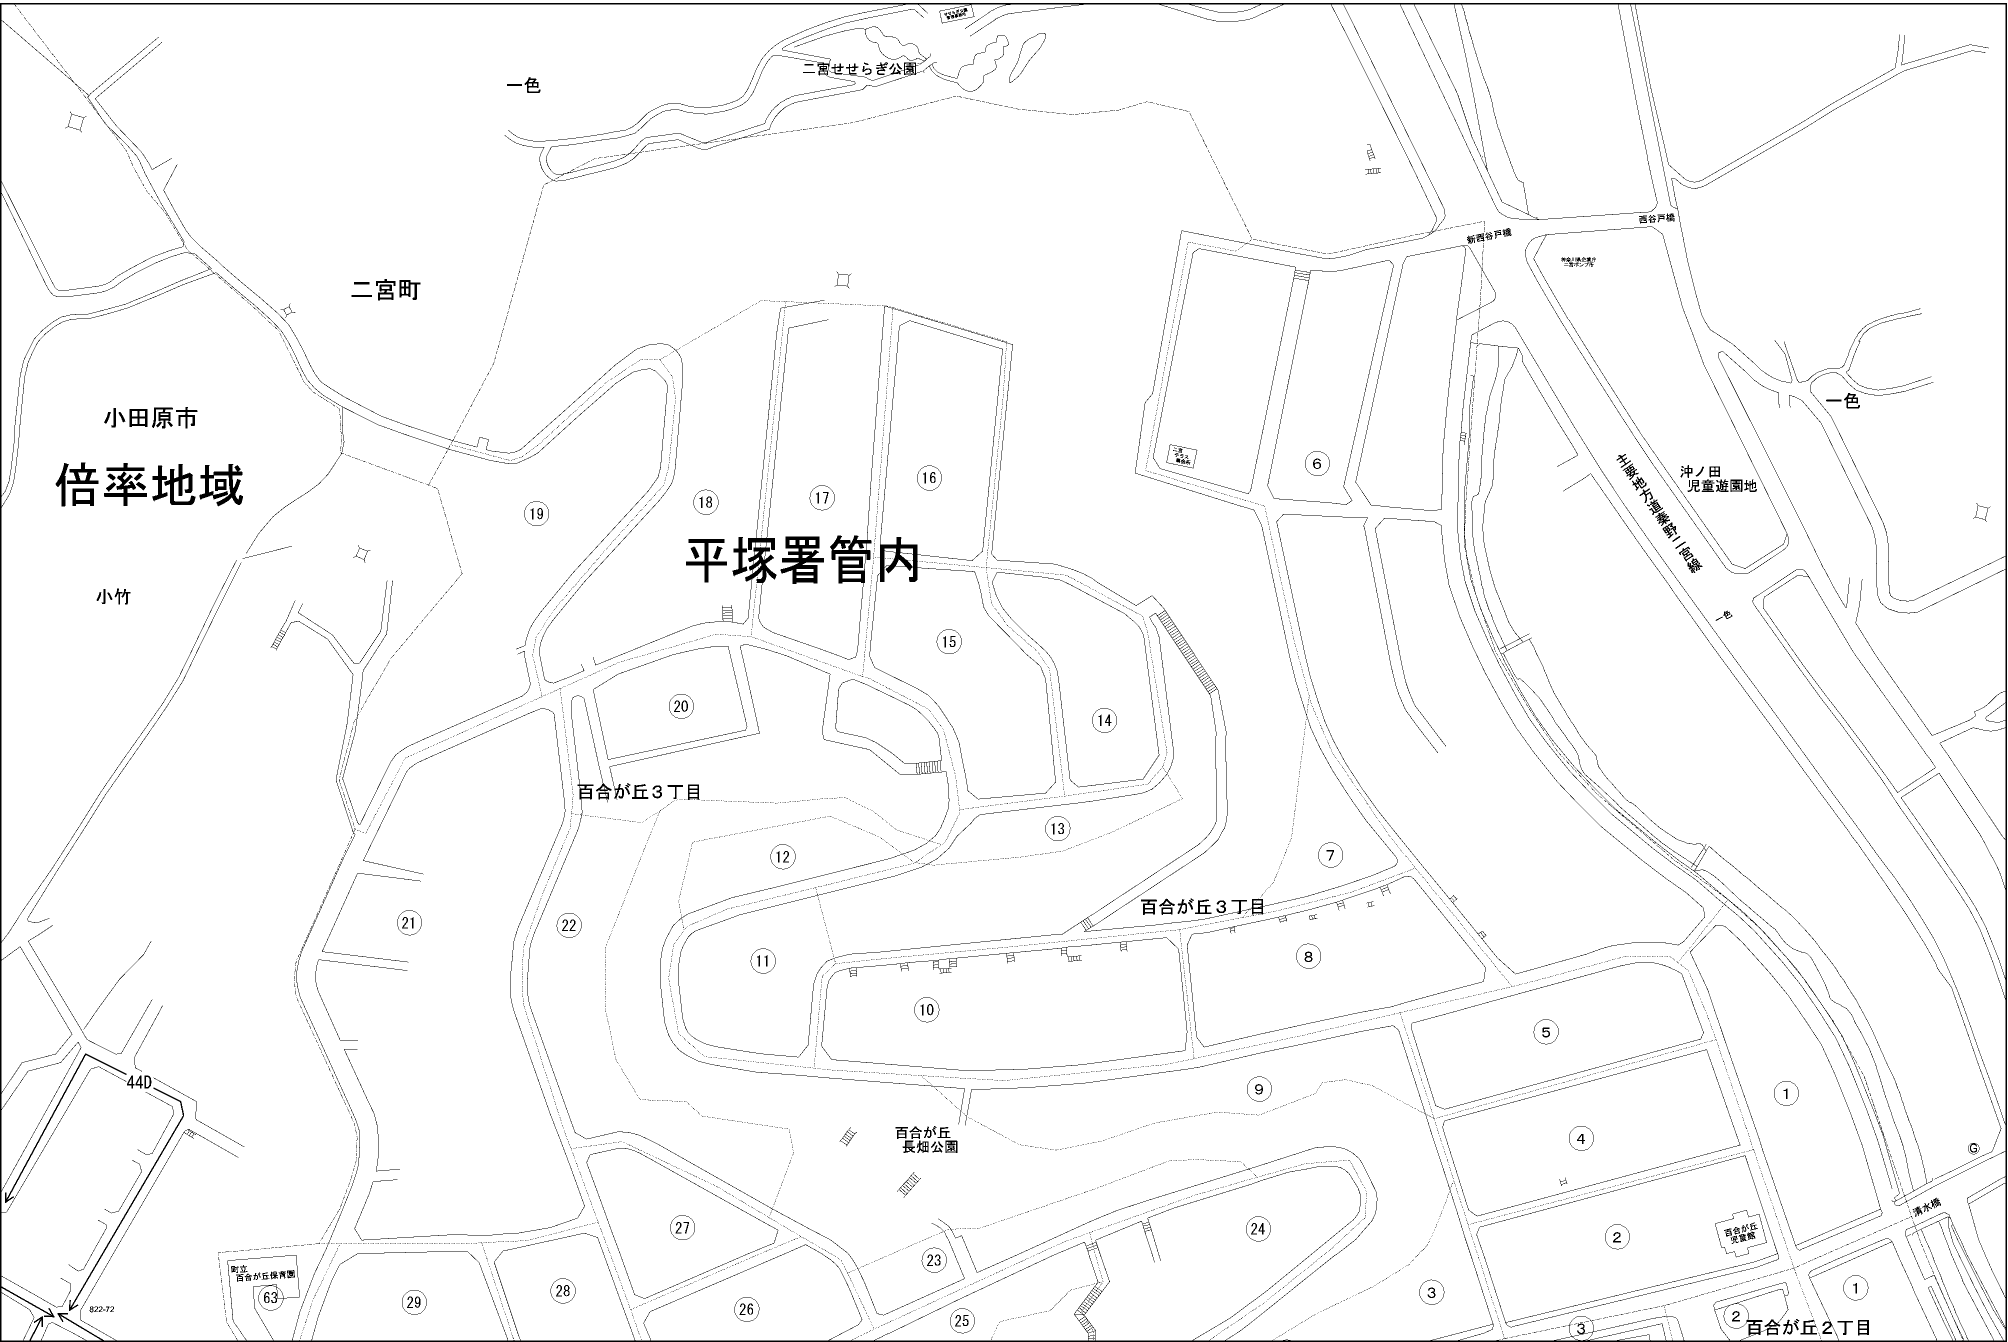 二宮せせらぎ公園
一色
西谷戸橋
新西谷戸橋
二宮町
小田原市
倍率地域
一色
6
主要地方道秦野二宮線
沖ノ田
児童遊園地
16
17
18
19
平塚署管内
小竹
一色
15
20
14
百合が丘3丁目
13
12
7
百合が丘3丁目
21
22
11
8
10
5
44D
9
1
百合が丘
長畑公園
4
G
清水橋
27
24
2
百合が丘
児童館
23
町立
百合が丘保育園
63
28
29
26
25
3
1
822-72
2
3
百合が丘2丁目